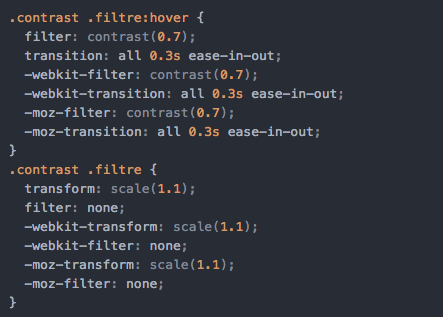 .contrast .filtre:hover {
  filter: contrast(0.7);
  transition: all 0.3s ease-in-out;
  -webkit-filter: contrast(0.7);
  -webkit-transition: all 0.3s ease-in-out;
  -moz-filter: contrast(0.7);
  -moz-transition: all 0.3s ease-in-out;
}
.contrast .filtre {
  transform: scale(1.1);
  filter: none;
  -webkit-transform: scale(1.1);
  -webkit-filter: none;
  -moz-transform: scale(1.1);
  -moz-filter: none;
}